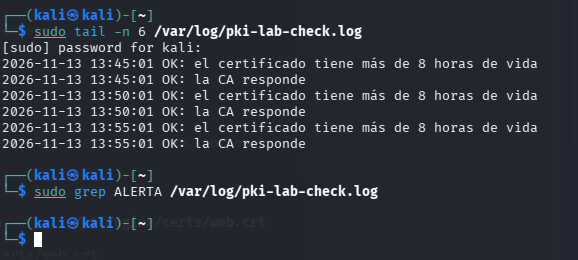 ┌──(kali㉿kali)-[~]
└─$ sudo tail -n 6 /var/log/pki-lab-check.log
[sudo] password for kali:
2026-11-13 13:45:01 OK: el certificado tiene más de 8 horas de vida
2026-11-13 13:45:01 OK: la CA responde
2026-11-13 13:50:01 OK: el certificado tiene más de 8 horas de vida
2026-11-13 13:50:01 OK: la CA responde
2026-11-13 13:55:01 OK: el certificado tiene más de 8 horas de vida
2026-11-13 13:55:01 OK: la CA responde
┌──(kali㉿kali)-[~]
└─$ sudo grep ALERTA /var/log/pki-lab-check.log
┌──(kali㉿kali)-[~]/certs/web.crt
└─$
certs/web.crt